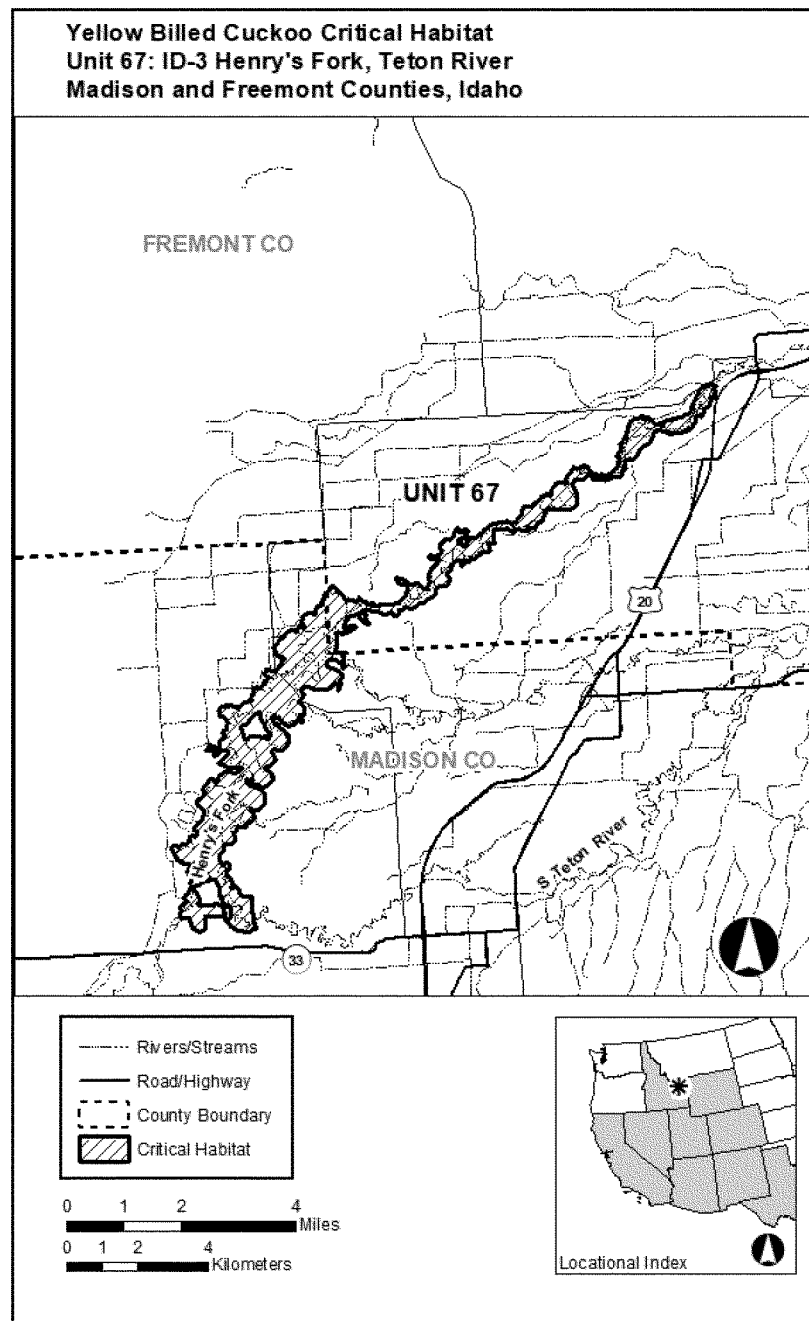 Yellow Billed Cuckoo Critical Habitat
Unit 67: ID-3 Henry's Fork, Teton River
Madison and Freemont Counties, Idaho
FREMONT CO
UNIT 67
20
MADISON CO
Henry's Fork
S Teton River
33
Rivers/Streams
Road/Highway
County Boundary
Critical Habitat
0 1 2 4
Miles
0 1 2 4
Kilometers
Locational Index